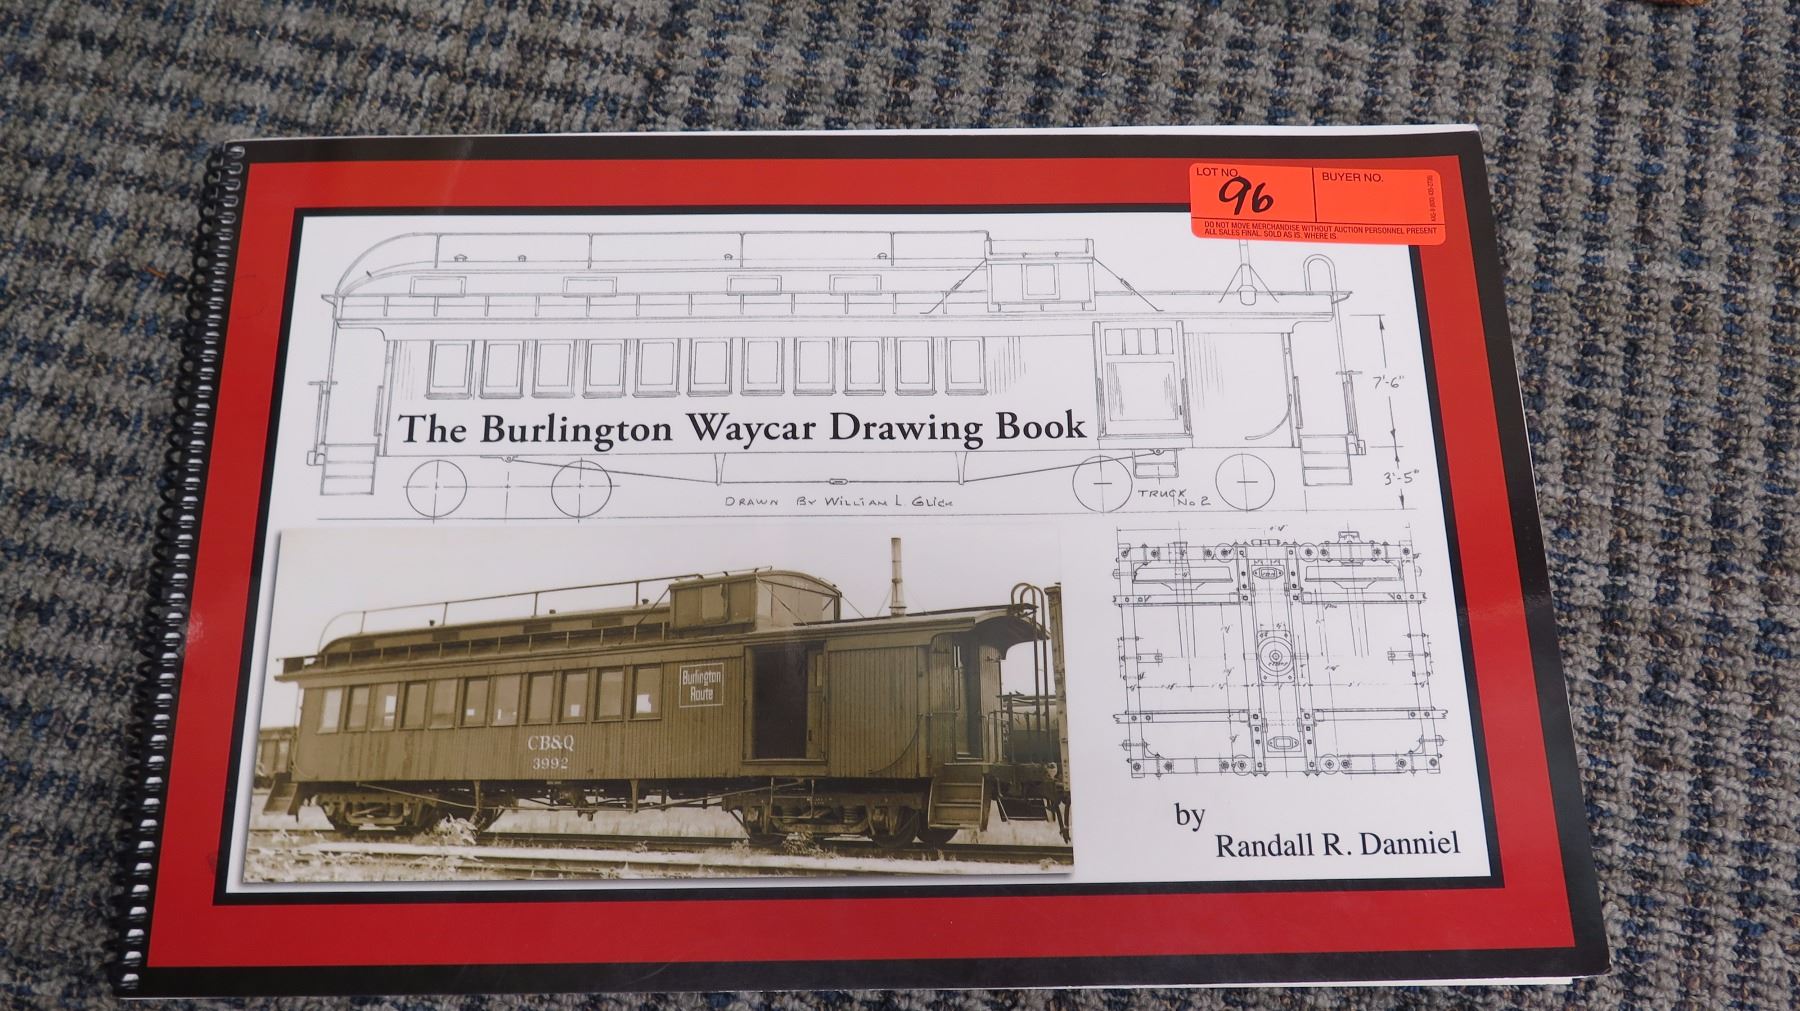 LOT NO.
96
BUYER NO.
DO NOT MOVE MERCHANDISE WITHOUT AUCTION PERSONNEL PRESENT
ALL SALES FINAL. SOLD AS IS, WHERE IS.
7'-6"
The Burlington Waycar Drawing Book
3'-5"
DRAWN BY WILLIAM L. GLICK
TRUCK
No 2
Burlington
Route
CB&Q
3992
by
Randall R. Danniel